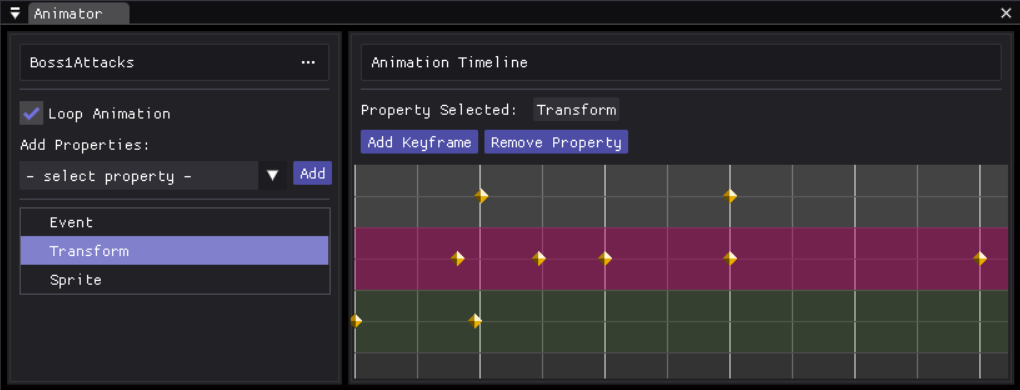 Animator
Boss1Attacks
Loop Animation
Add Properties:
- select property -
Add
Event
Transform
Sprite
Animation Timeline
Property Selected: Transform
Add Keyframe Remove Property